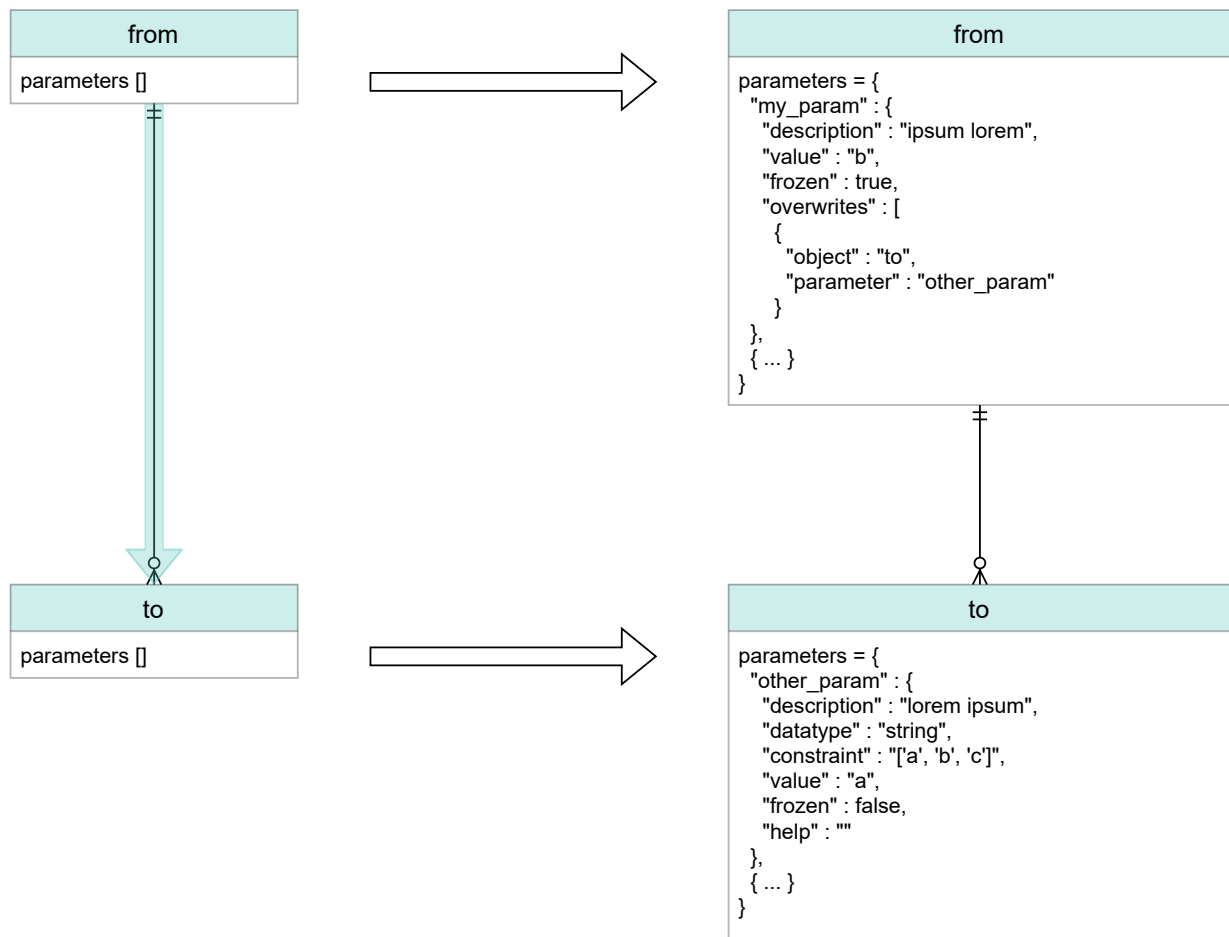 from
parameters []
from
parameters = {
"my_param" : {
"description" : "ipsum lorem",
"value" : "b",
"frozen" : true,
"overwrites" : [
{
"object" : "to",
"parameter" : "other_param"
}
},
{ ... }
}
to
parameters []
to
parameters = {
"other_param" : {
"description" : "lorem ipsum",
"datatype" : "string",
"constraint" : "['a', 'b', 'c']",
"value" : "a",
"frozen" : false,
"help" : ""
},
{ ... }
}